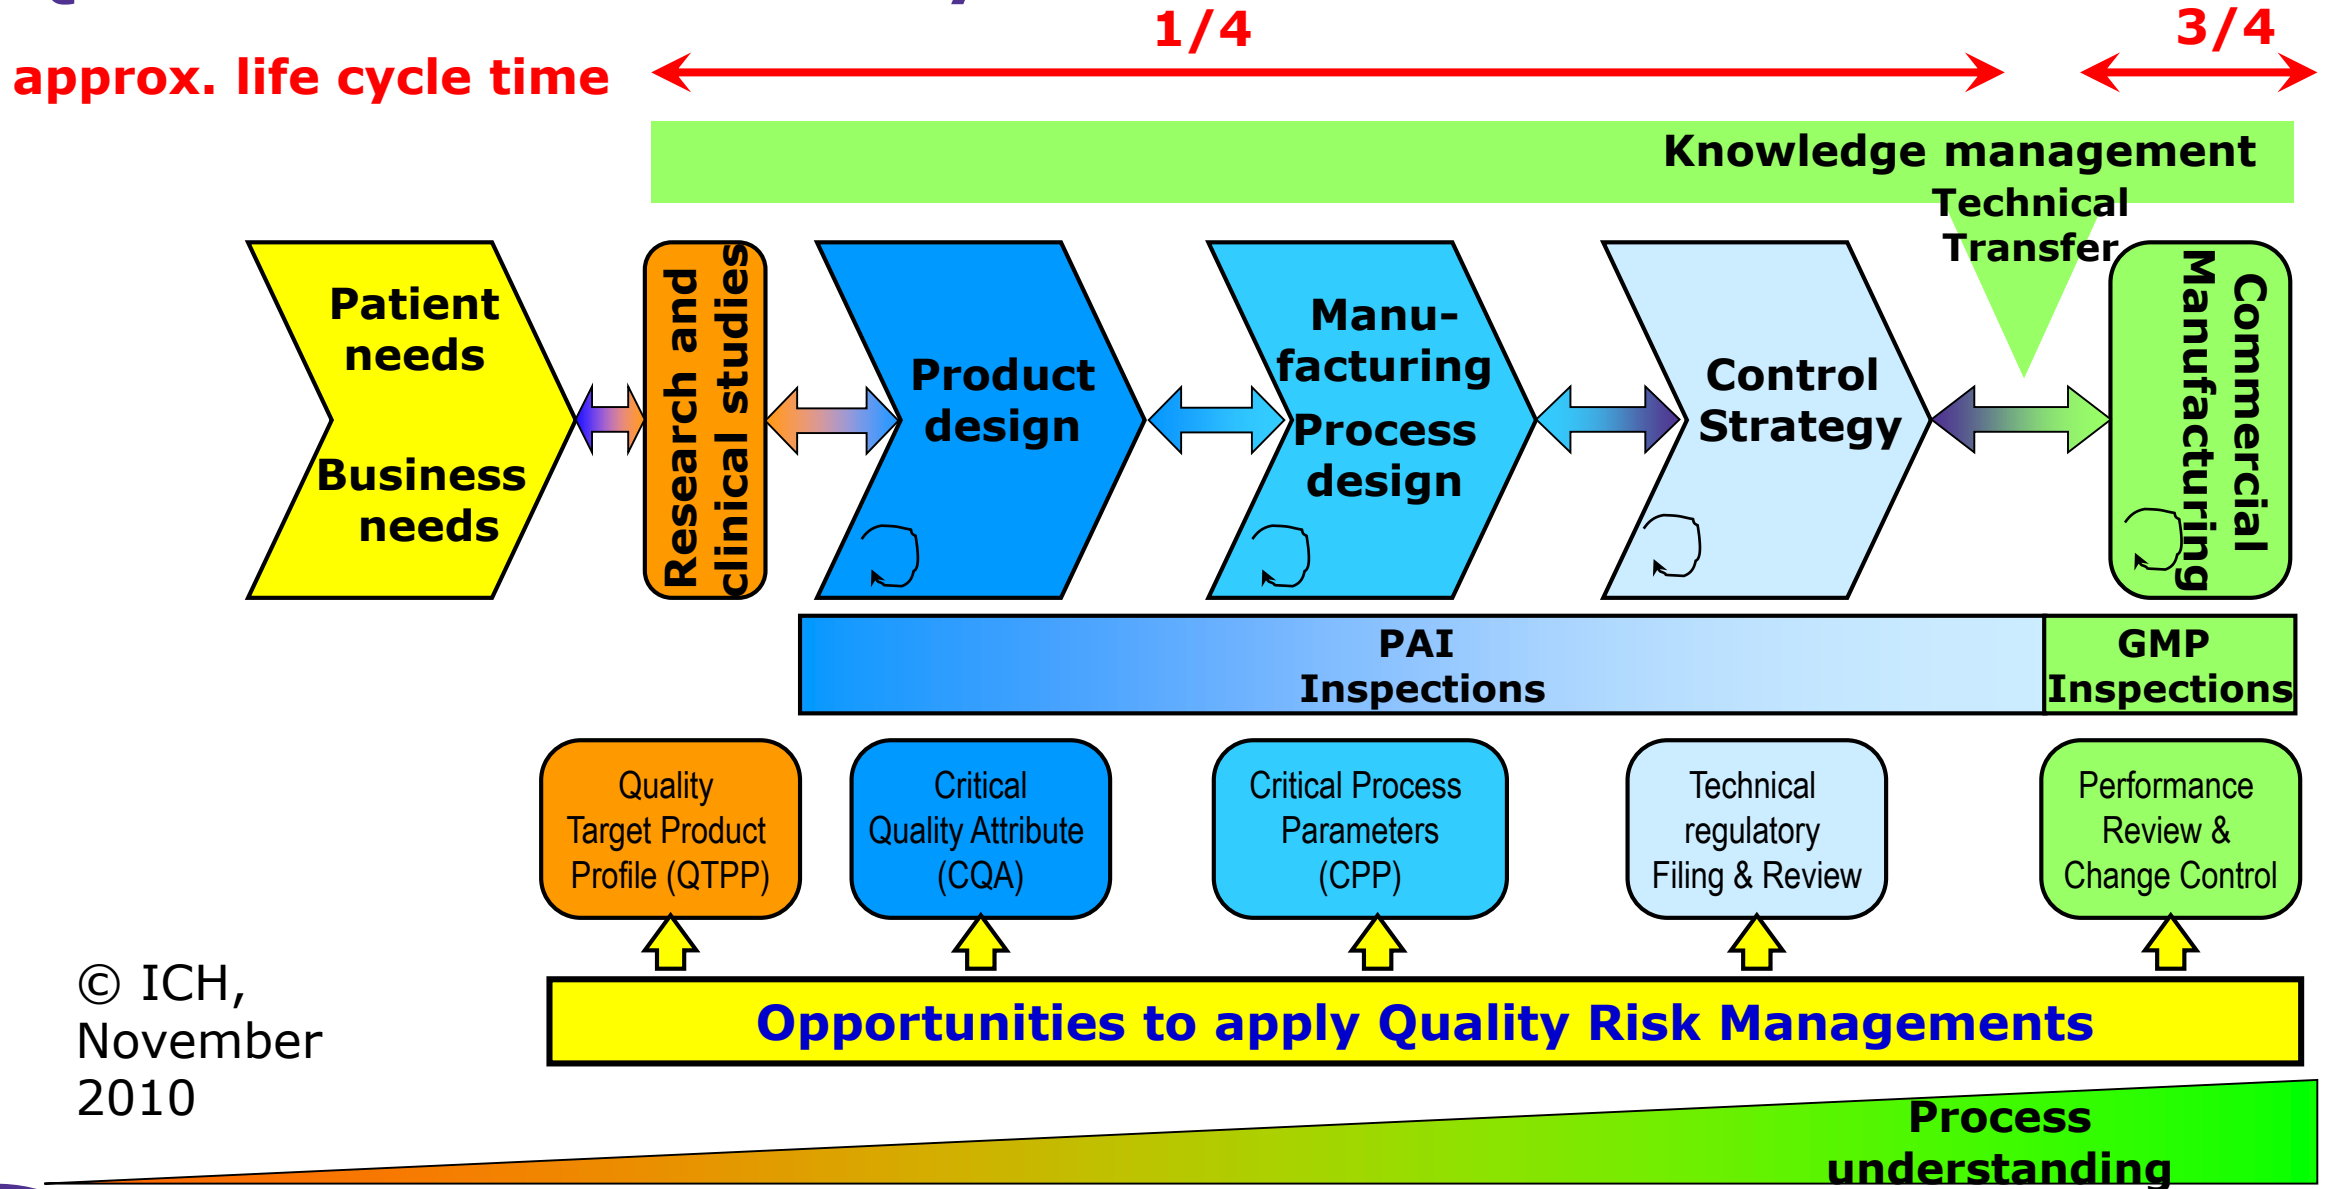 1/4
3/4
approx. life cycle time
Knowledge management
Technical
Transfer
Patient
needs
Business
needs
Research and
clinical studies
Product
design
Manu-
facturing
Process
design
Control
Strategy
Commercial
Manufacturing
PAI
Inspections
GMP
Inspections
Quality
Target Product
Profile (QTPP)
Critical
Quality Attribute
(CQA)
Critical Process
Parameters
(CPP)
Technical
regulatory
Filing & Review
Performance
Review &
Change Control
© ICH,
November
2010
Opportunities to apply Quality Risk Managements
Process
understanding